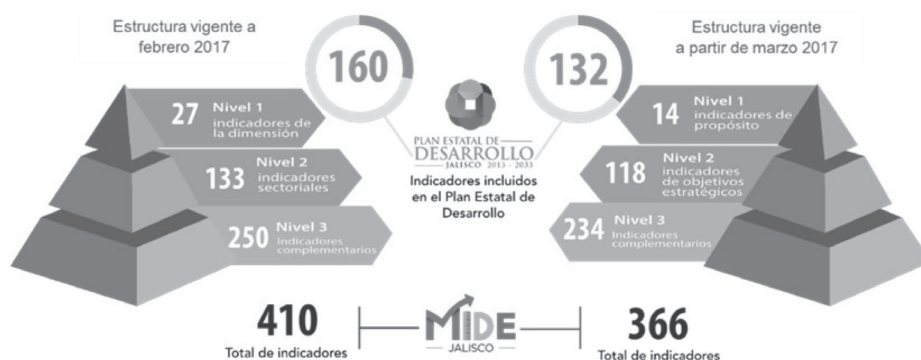 Estructura vigente a
febrero 2017
160
27
Nivel 1
indicadores de
la dimensión
133
Nivel 2
indicadores
sectoriales
250
Nivel 3
Indicadores
complementarios
410
Total de indicadores
PLAN ESTATAL DE
DESARROLLO
JALISCO 2013 - 2033
Indicadores incluidos
en el Plan Estatal de
Desarrollo
MIDE
JALISCO
Estructura vigente
a partir de marzo 2017
132
14
Nivel 1
indicadores de
propósito
118
Nivel 2
indicadores
de objetivos
estratégicos
234
Nivel 3
Indicadores
complementarios
366
Total de indicadores